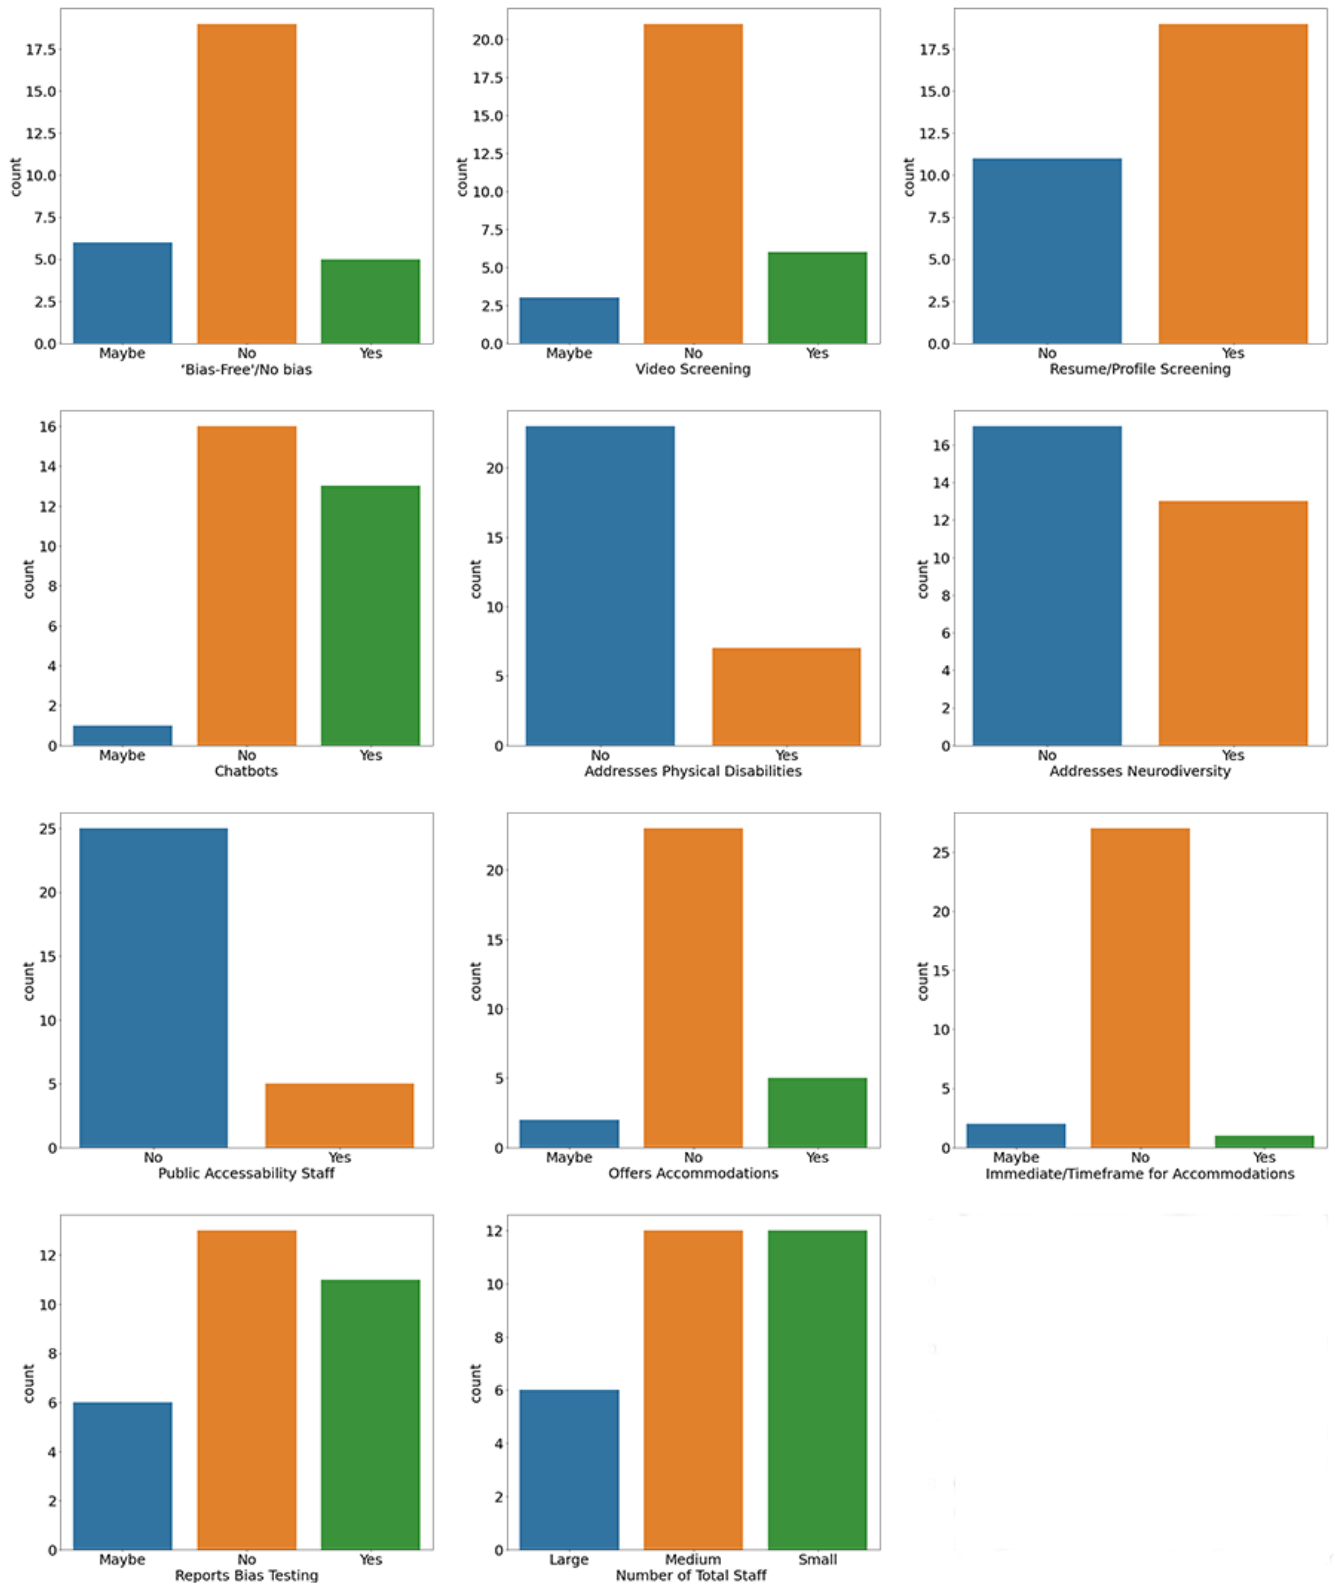 count
17.5
15.0
12.5
10.0
7.5
5.0
2.5
0.0
Maybe No Yes
'Bias-Free'/No bias
count
20.0
17.5
15.0
12.5
10.0
7.5
5.0
2.5
0.0
Maybe No Yes
Video Screening
count
17.5
15.0
12.5
10.0
7.5
5.0
2.5
0.0
No Yes
Resume/Profile Screening
count
16
14
12
10
8
6
4
2
0
Maybe No Yes
Chatbots
count
20
15
10
5
0
No Yes
Addresses Physical Disabilities
count
16
14
12
10
8
6
4
2
0
No Yes
Addresses Neurodiversity
count
25
20
15
10
5
0
No Yes
Public Accessability Staff
count
20
15
10
5
0
Maybe No Yes
Offers Accommodations
count
25
20
15
10
5
0
Maybe No Yes
Immediate/Timeframe for Accommodations
count
12
10
8
6
4
2
0
Maybe No Yes
Reports Bias Testing
count
12
10
8
6
4
2
0
Large Medium Small
Number of Total Staff